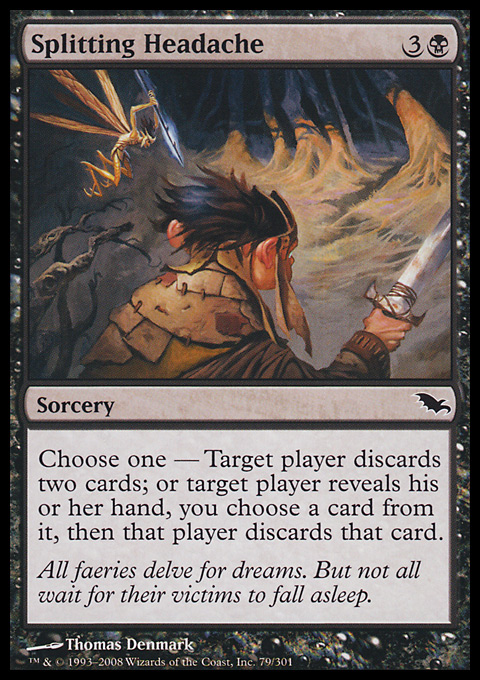 Splitting Headache 3
Sorcery
Choose one — Target player discards
two cards; or target player reveals his
or her hand, you choose a card from
it, then that player discards that card.
All faeries delve for dreams. But not all
wait for their victims to fall asleep.
Thomas Denmark
™ & © 1993–2008 Wizards of the Coast, Inc. 79/301